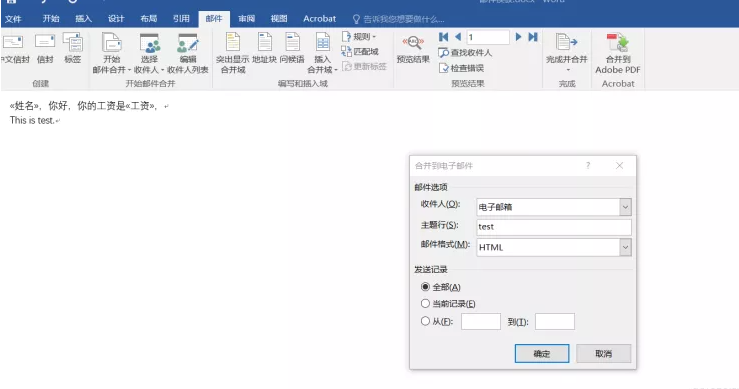 Word
文件 开始 插入 设计 布局 引用 邮件 审阅 视图 Acrobat 告诉我您想要做什么...
中文信封 信封 标签
开始 邮件合并 选择 收件人 编辑 收件人列表
突出显示 合并域 地址块 问候语 插入 合并域
规则
匹配域
更新标签
预览结果
1
查找收件人
检查错误
完成并合并
合并到 Adobe PDF
创建 开始邮件合并 编写和插入域 预览结果 完成 Acrobat
«姓名», 你好, 你的工资是«工资»,
This is test.
合并到电子邮件 ?
邮件选项
收件人(O): 电子邮箱
主题行(S): test
邮件格式(M): HTML
发送记录
全部(A)
当前记录(E)
从(F): 到(T):
确定 取消